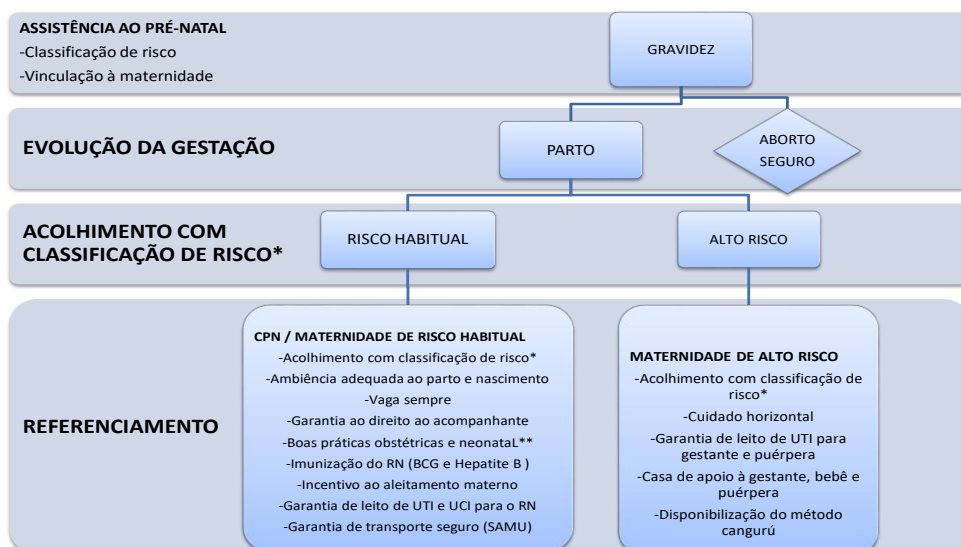 ASSISTÊNCIA AO PRÉ-NATAL
-Classificação de risco
-Vinculação à maternidade
GRAVIDEZ
EVOLUÇÃO DA GESTAÇÃO
PARTO
ABORTO
SEGURO
ACOLHIMENTO COM
CLASSIFICAÇÃO DE RISCO*
RISCO HABITUAL
ALTO RISCO
REFERENCIAMENTO
CPN / MATERNIDADE DE RISCO HABITUAL
-Acolhimento com classificação de risco*
-Ambiência adequada ao parto e nascimento
-Vaga sempre
-Garantia ao direito ao acompanhante
-Boas práticas obstétricas e neonataL**
-Imunização do RN (BCG e Hepatite B )
-Incentivo ao aleitamento materno
-Garantia de leito de UTI e UCI para o RN
-Garantia de transporte seguro (SAMU)
MATERNIDADE DE ALTO RISCO
-Acolhimento com classificação de
risco*
-Cuidado horizontal
-Garantia de leito de UTI para
gestante e puérpera
-Casa de apoio à gestante, bebê e
puérpera
-Disponibilização do método
cangurú